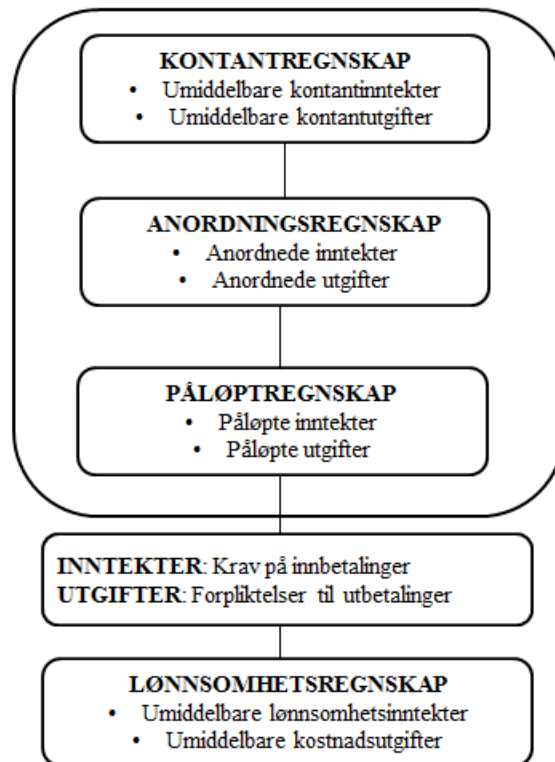 KONTANTREGNSKAP
• Umiddelbare kontantinntekter
• Umiddelbare kontantutgifter
ANORDNINGSREGNSKAP
• Anordnede inntekter
• Anordnede utgifter
PÅLØPTREGNSKAP
• Påløpte inntekter
• Påløpte utgifter
INNTEKTER: Krav på innbetalinger
UTGIFTER: Forpliktelser til utbetalinger
LØNNSOMHETSREGNSKAP
• Umiddelbare lønnsomhetsinntekter
• Umiddelbare kostnadsutgifter